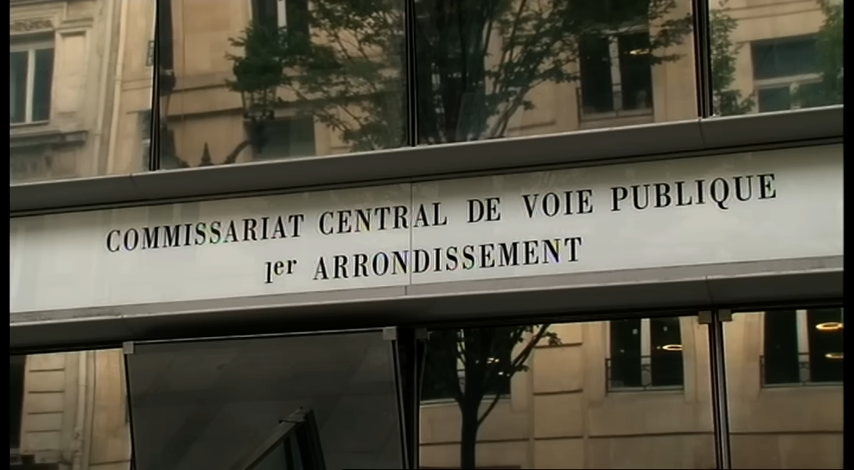 COMMISSARIAT CENTRAL DE VOIE PUBLIQUE
1er ARRONDISSEMENT